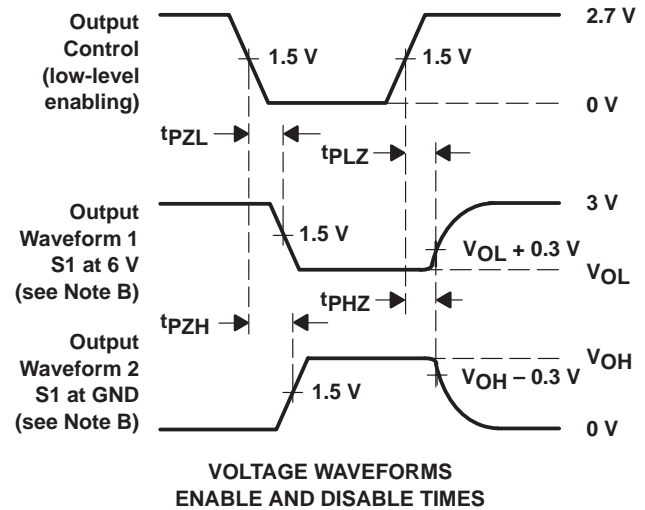 Output
Control
(low-level
enabling)
1.5 V
1.5 V
2.7 V
0 V
tPZL
tPLZ
Output
Waveform 1
S1 at 6 V
(see Note B)
1.5 V
3 V
VOL + 0.3 V
VOL
tPZH
tPHZ
Output
Waveform 2
S1 at GND
(see Note B)
1.5 V
VOH
VOH – 0.3 V
0 V
VOLTAGE WAVEFORMS
ENABLE AND DISABLE TIMES